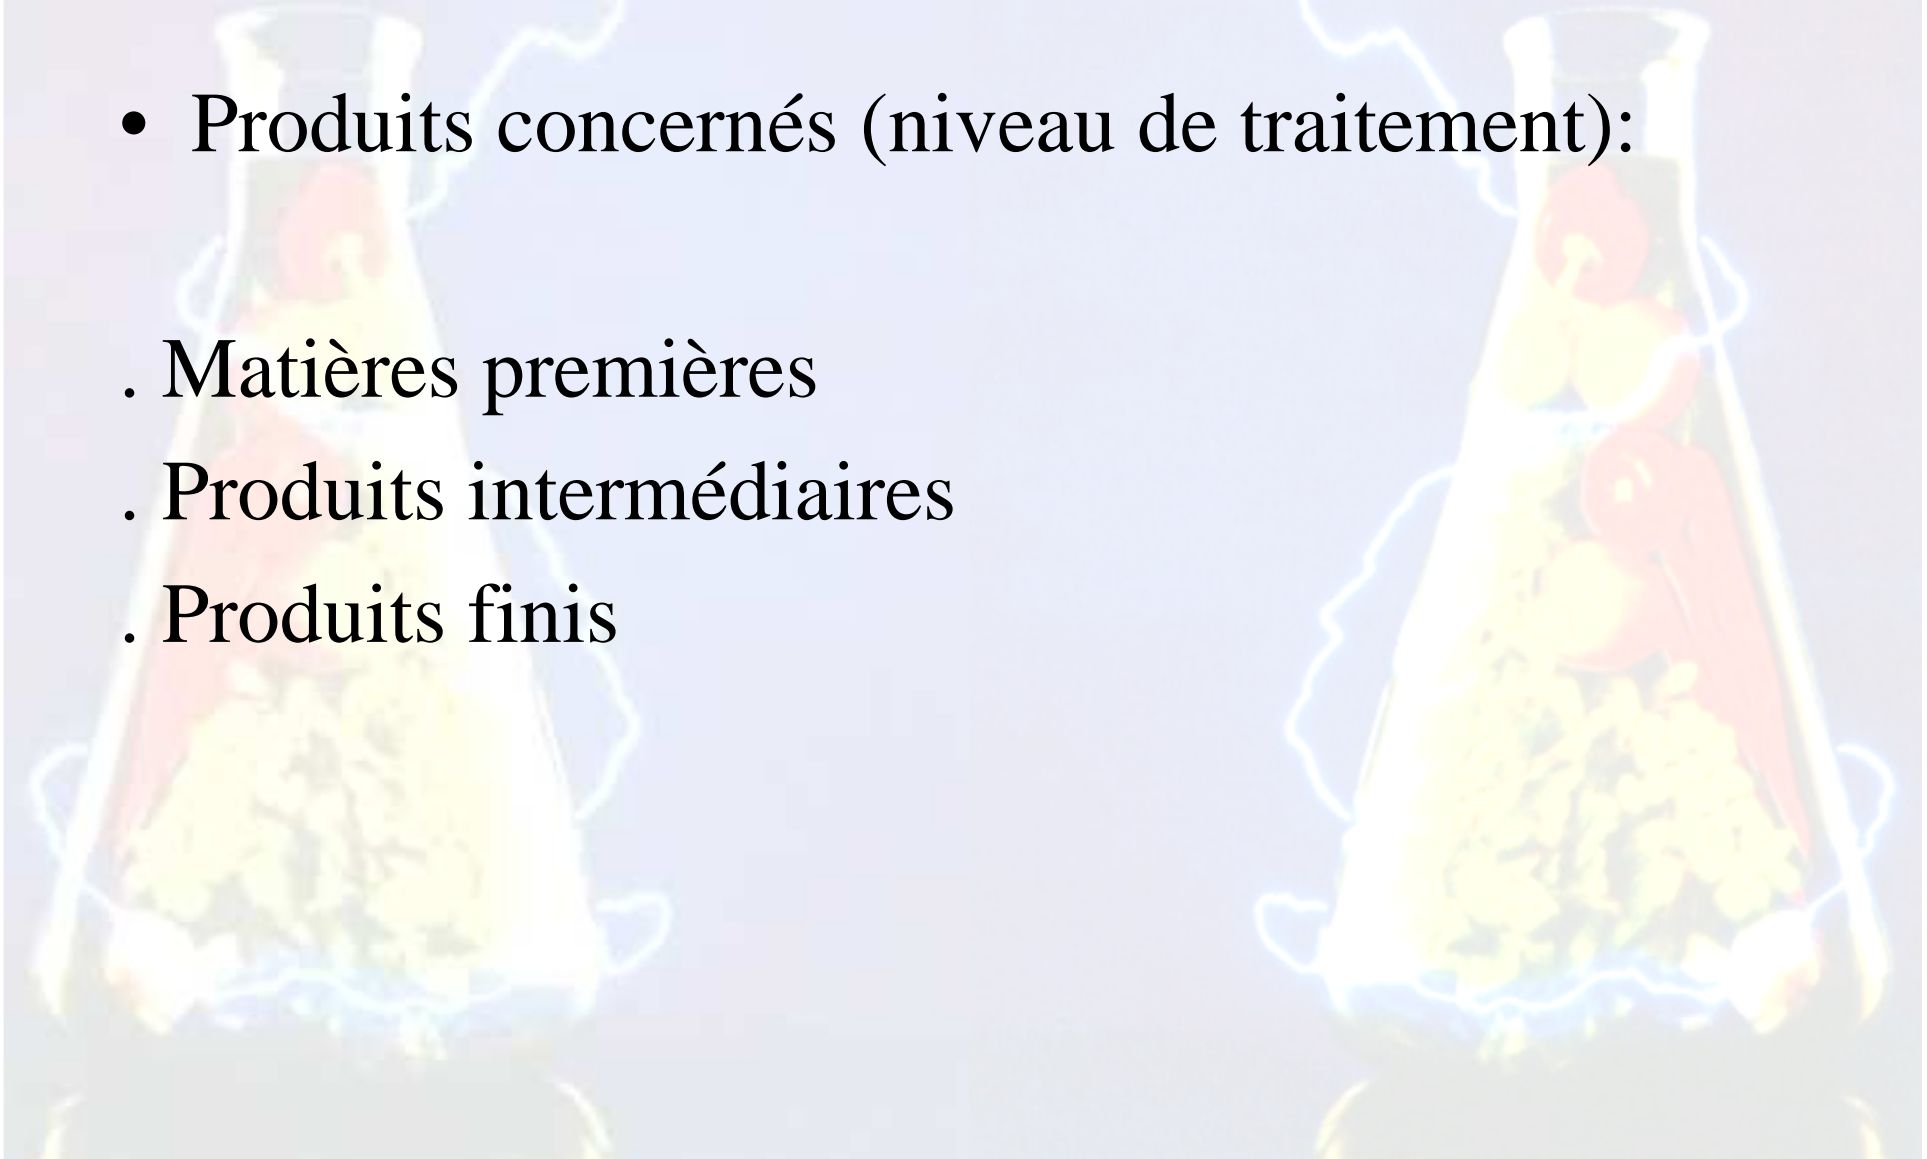 • Produits concernés (niveau de traitement):
. Matières premières
. Produits intermédiaires
. Produits finis